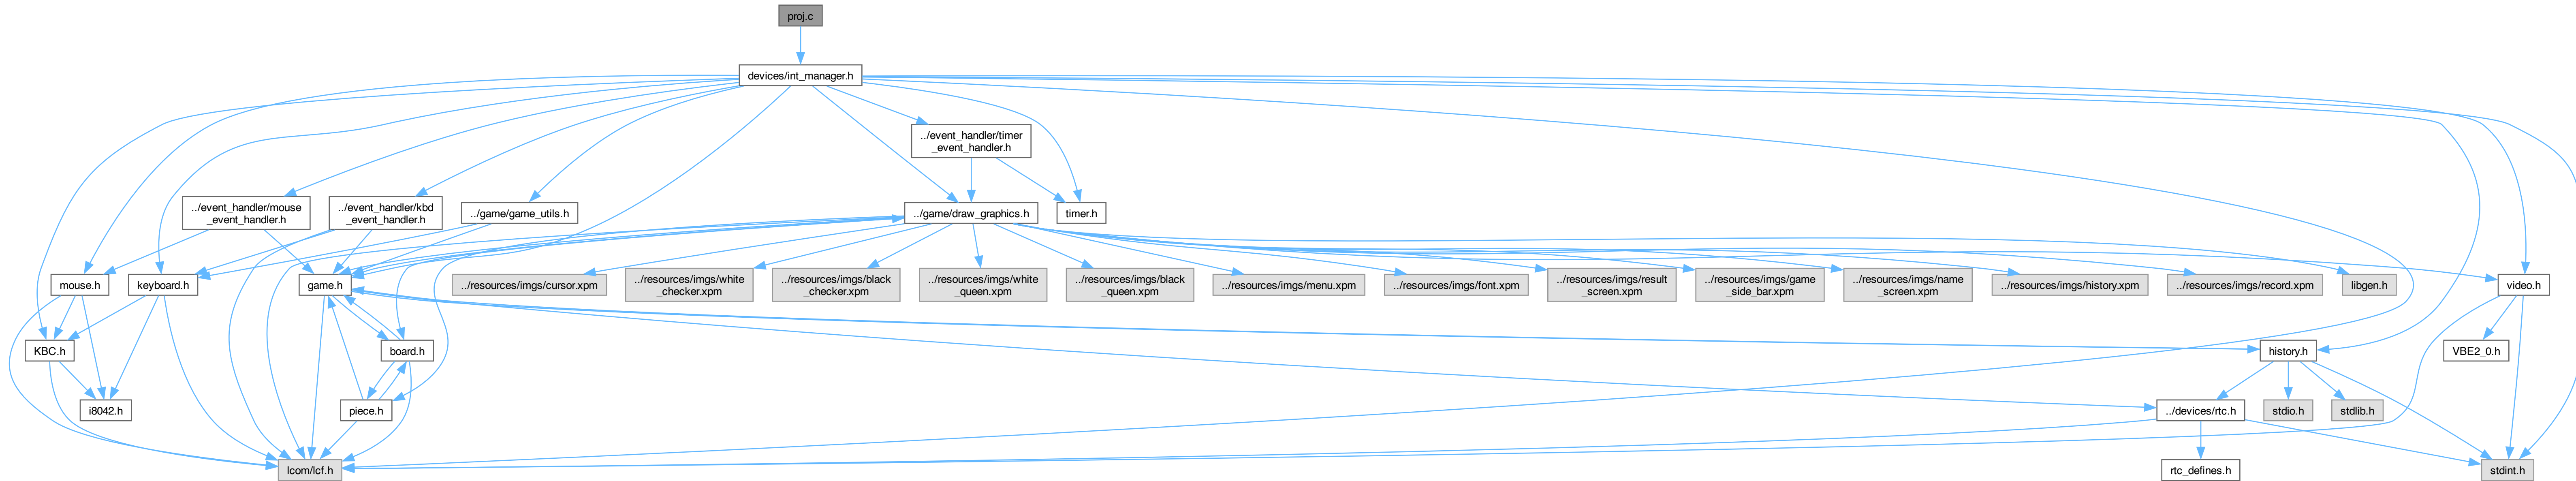 proj.c
devices/int_manager.h
../event_handler/timer
_event_handler.h
../event_handler/mouse
_event_handler.h
../event_handler/kbd
_event_handler.h
../game/game_utils.h
../game/draw_graphics.h
timer.h
mouse.h
keyboard.h
game.h
../resources/imgs/cursor.xpm
../resources/imgs/white
_checker.xpm
../resources/imgs/black
_checker.xpm
../resources/imgs/white
_queen.xpm
../resources/imgs/black
_queen.xpm
../resources/imgs/menu.xpm
../resources/imgs/font.xpm
../resources/imgs/result
_screen.xpm
../resources/imgs/game
_side_bar.xpm
../resources/imgs/name
_screen.xpm
../resources/imgs/history.xpm
../resources/imgs/record.xpm
libgen.h
video.h
KBC.h
board.h
history.h
VBE2_0.h
i8042.h
piece.h
../devices/rtc.h
stdio.h
stdlib.h
lcom/lcf.h
rtc_defines.h
stdint.h